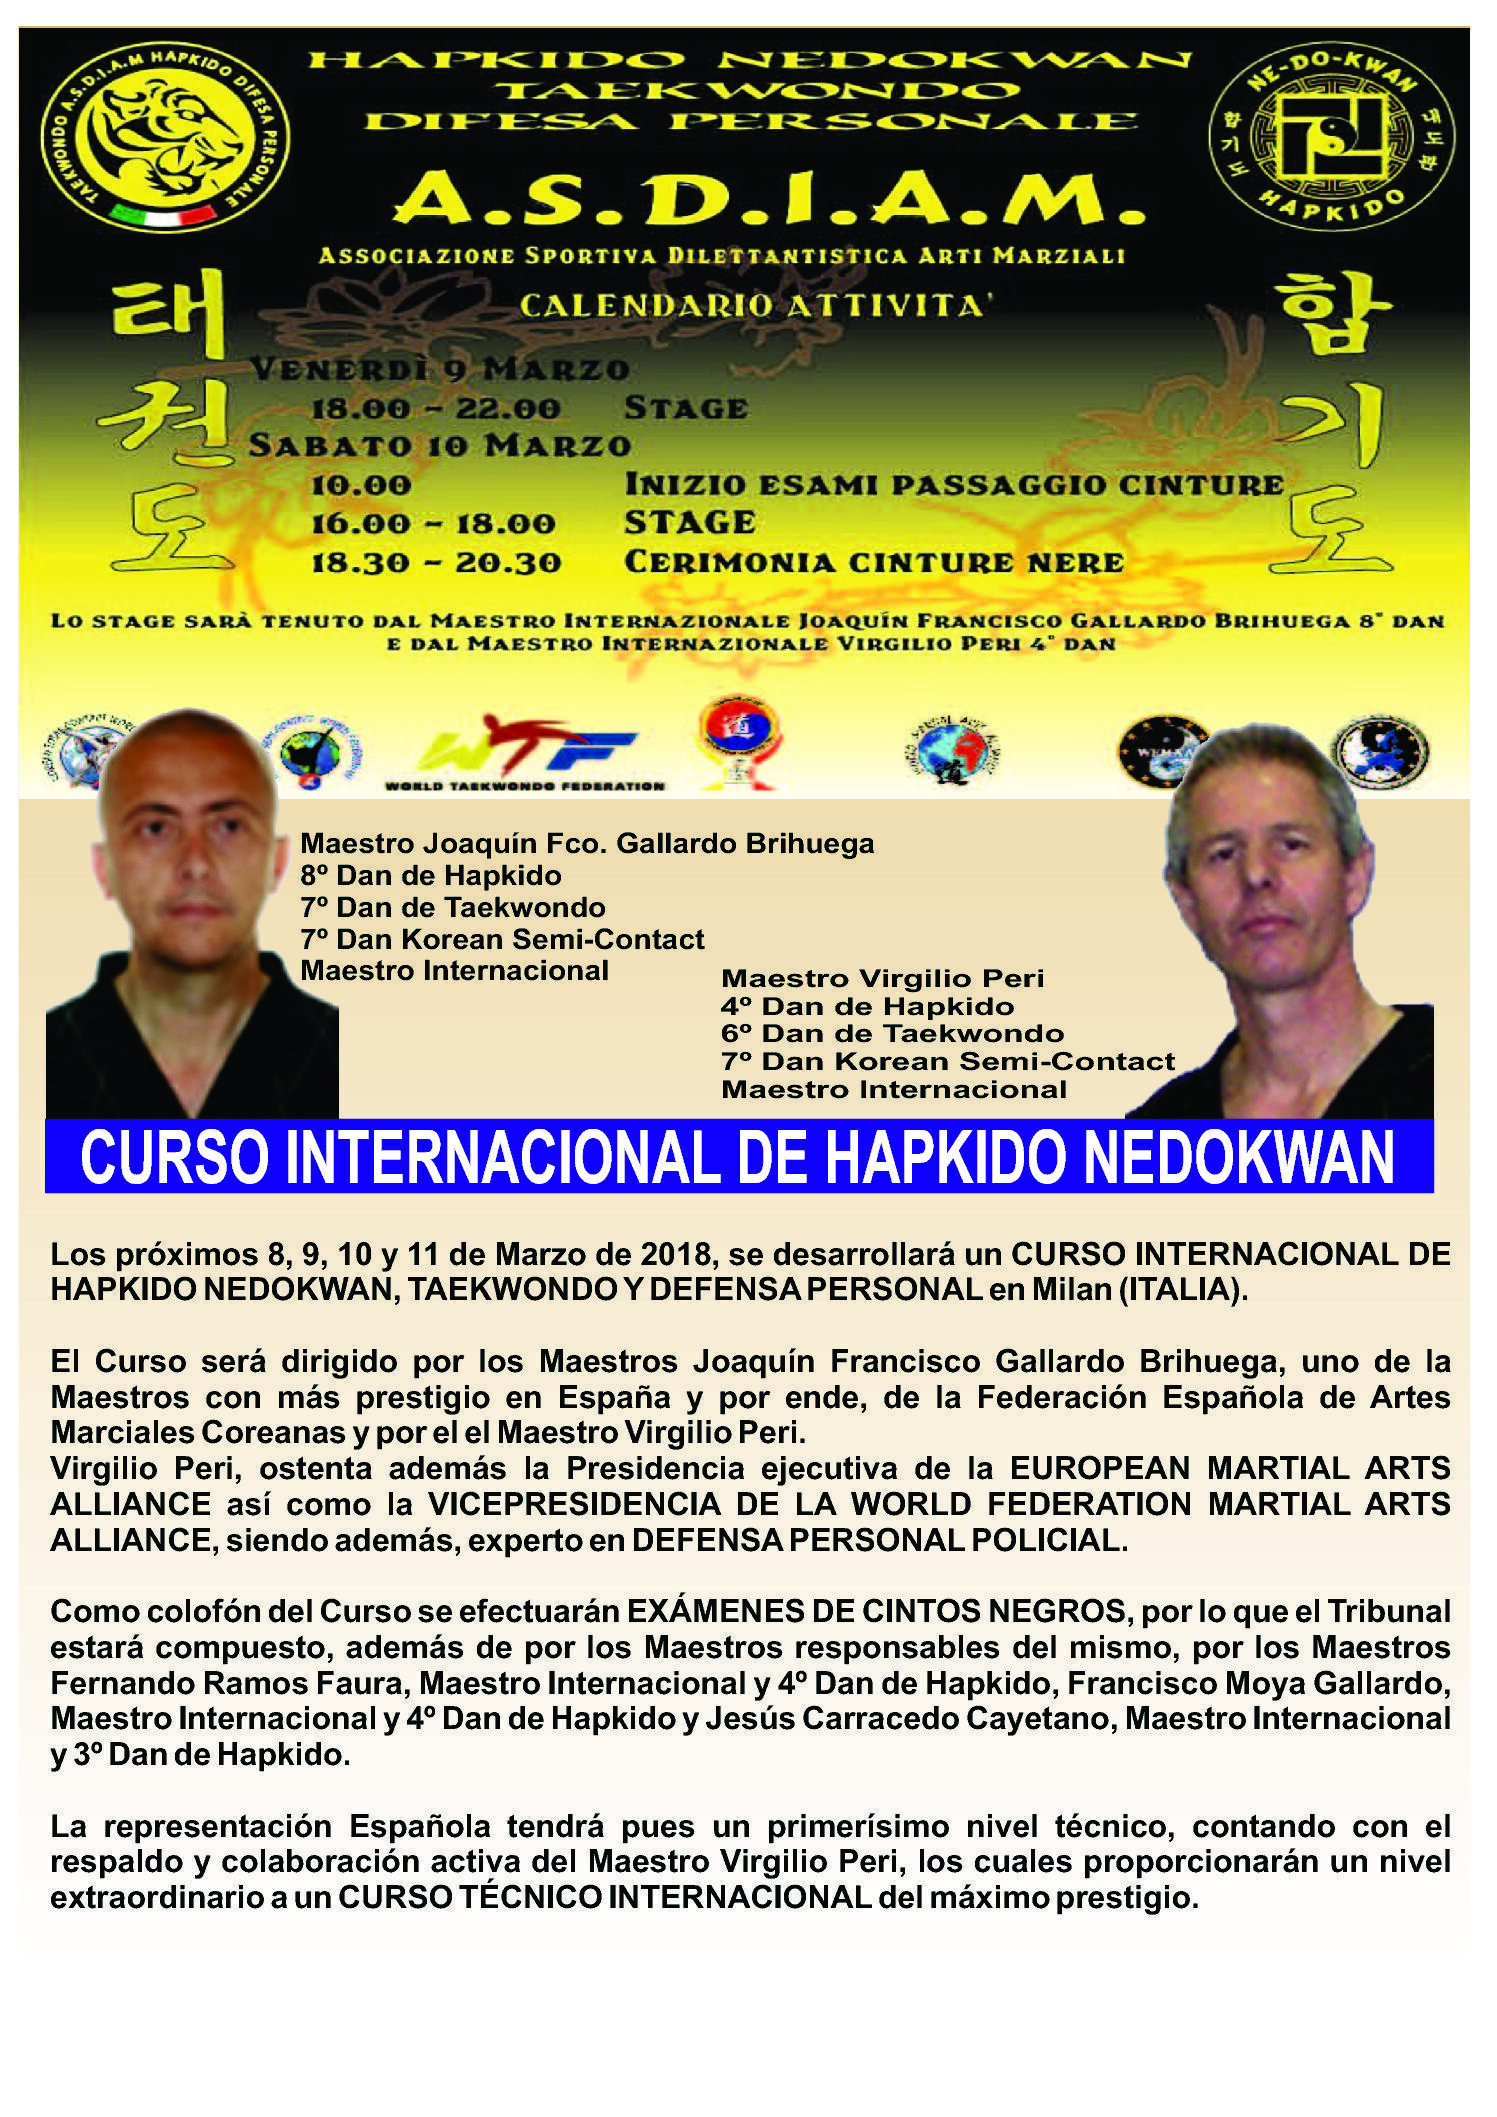 TAEKWONDO A.S.D.I.A.M HAPKIDO DIFESA PERSONALE
HAPKIDO NEDOKWAN
TAEKWONDO
DIFESA PERSONALE
NE-DO-KWAN
합기도
HAPKIDO
A.S.D.I.A.M.
ASSOCIAZIONE SPORTIVA DILETTANTISTICA ARTI MARZIALI
CALENDARIO ATTIVITA'
태권도
합기도
VENERDÌ 9 MARZO
18.00 – 22.00 STAGE
SABATO 10 MARZO
10.00 INIZIO ESAMI PASSAGGIO CINTURE
16.00 – 18.00 STAGE
18.30 – 20.30 CERIMONIA CINTURE NERE
LO STAGE SARÀ TENUTO DAL MAESTRO INTERNAZIONALE JOAQUÍN FRANCISCO GALLARDO BRIHUEGA 8° DAN
E DAL MAESTRO INTERNAZIONALE VIRGILIO PERI 4° DAN
WTF
WORLD TAEKWONDO FEDERATION
Maestro Joaquín Fco. Gallardo Brihuega
8º Dan de Hapkido
7º Dan de Taekwondo
7º Dan Korean Semi-Contact
Maestro Internacional
Maestro Virgilio Peri
4º Dan de Hapkido
6º Dan de Taekwondo
7º Dan Korean Semi-Contact
Maestro Internacional
CURSO INTERNACIONAL DE HAPKIDO NEDOKWAN
Los próximos 8, 9, 10 y 11 de Marzo de 2018, se desarrollará un CURSO INTERNACIONAL DE
HAPKIDO NEDOKWAN, TAEKWONDO Y DEFENSA PERSONAL en Milan (ITALIA).
El Curso será dirigido por los Maestros Joaquín Francisco Gallardo Brihuega, uno de la
Maestros con más prestigio en España y por ende, de la Federación Española de Artes
Marciales Coreanas y por el el Maestro Virgilio Peri.
Virgilio Peri, ostenta además la Presidencia ejecutiva de la EUROPEAN MARTIAL ARTS
ALLIANCE así como la VICEPRESIDENCIA DE LA WORLD FEDERATION MARTIAL ARTS
ALLIANCE, siendo además, experto en DEFENSA PERSONAL POLICIAL.
Como colofón del Curso se efectuarán EXÁMENES DE CINTOS NEGROS, por lo que el Tribunal
estará compuesto, además de por los Maestros responsables del mismo, por los Maestros
Fernando Ramos Faura, Maestro Internacional y 4º Dan de Hapkido, Francisco Moya Gallardo,
Maestro Internacional y 4º Dan de Hapkido y Jesús Carracedo Cayetano, Maestro Internacional
y 3º Dan de Hapkido.
La representación Española tendrá pues un primerísimo nivel técnico, contando con el
respaldo y colaboración activa del Maestro Virgilio Peri, los cuales proporcionarán un nivel
extraordinario a un CURSO TÉCNICO INTERNACIONAL del máximo prestigio.